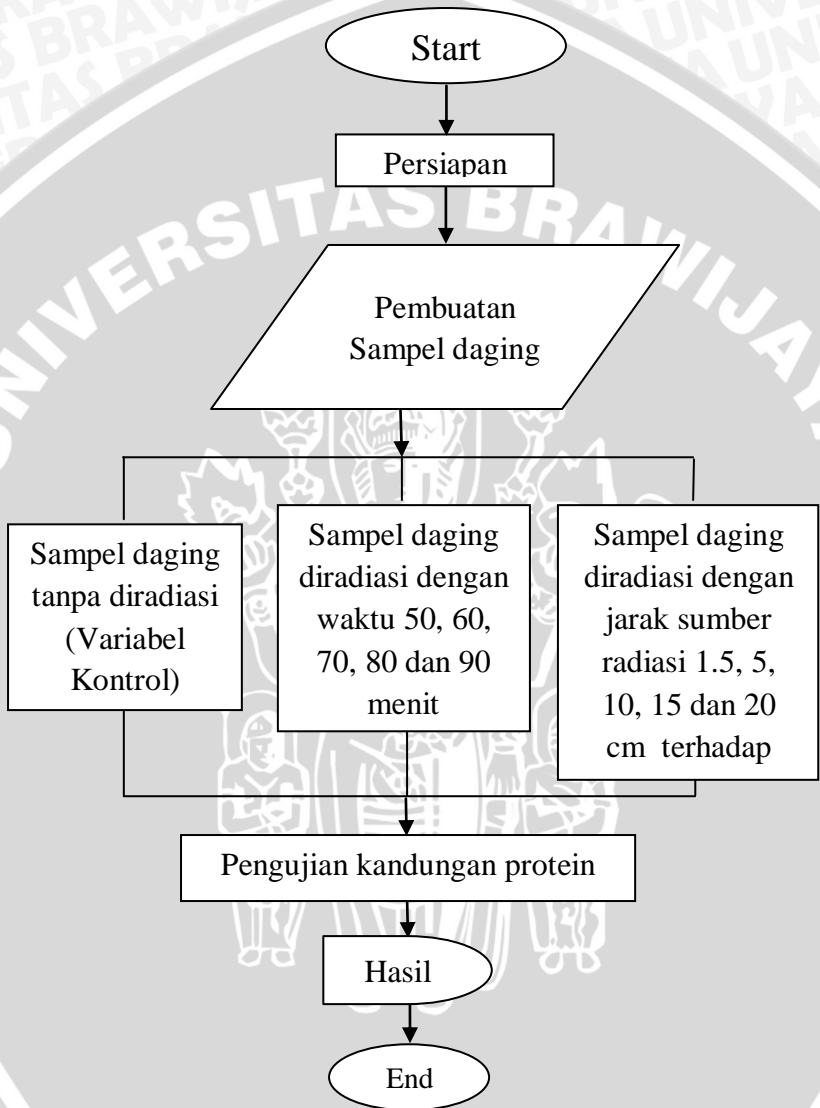 Start
Persiapan
UNIVERSITAS BRAWIJAYA
Pembuatan
Sampel daging
Sampel daging
tanpa diradiasi
(Variabel
Kontrol)
Sampel daging
diradiasi dengan
waktu 50, 60,
70, 80 dan 90
menit
Sampel daging
diradiasi dengan
jarak sumber
radiasi 1.5, 5,
10, 15 dan 20
cm terhadap
Pengujian kandungan protein
Hasil
End